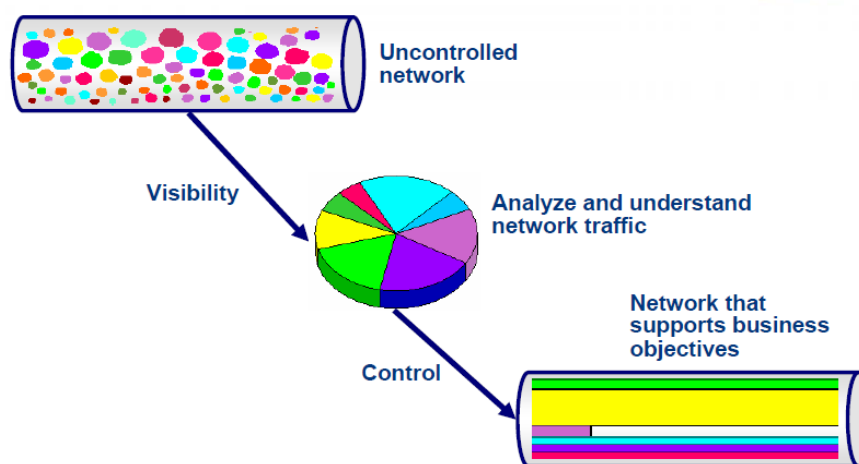 Uncontrolled
network
Visibility
Analyze and understand
network traffic
Network that
supports business
objectives
Control